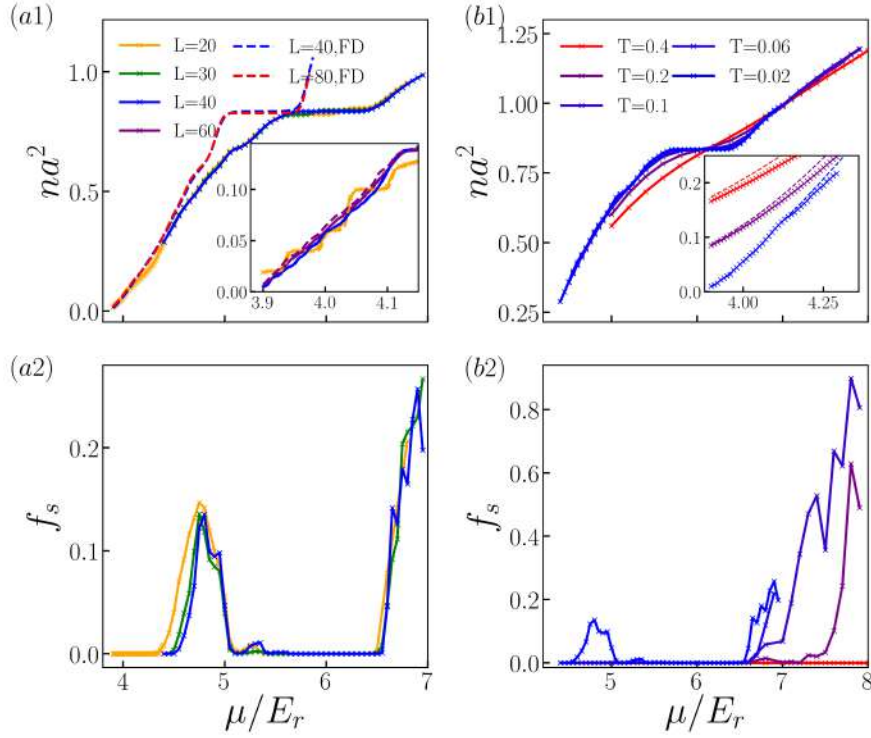 (a1)
1.0
0.5
0.0
na²
L=20
L=30
L=40
L=60
L=40,FD
L=80,FD
0.10
0.05
0.00
3.9
4.0
4.1
(b1)
1.25
1.00
0.75
0.50
0.25
na²
T=0.4
T=0.2
T=0.1
T=0.06
T=0.02
0.2
0.1
0.0
4.00
4.25
(a2)
0.2
0.1
0.0
f_s
4
5
6
7
μ/E_r
(b2)
0.8
0.6
0.4
0.2
0.0
f_s
5
6
7
8
μ/E_r